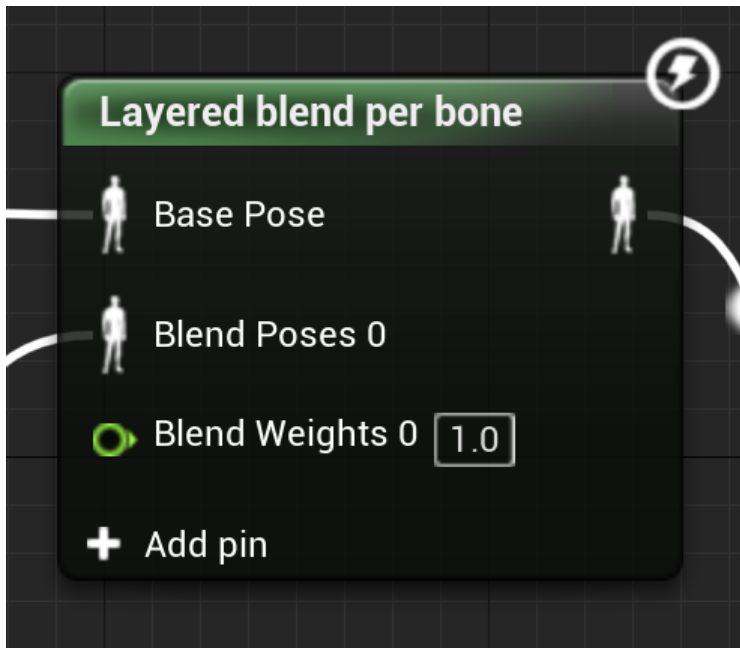 Layered blend per bone
Base Pose
Blend Poses 0
Blend Weights 0 1.0
Add pin